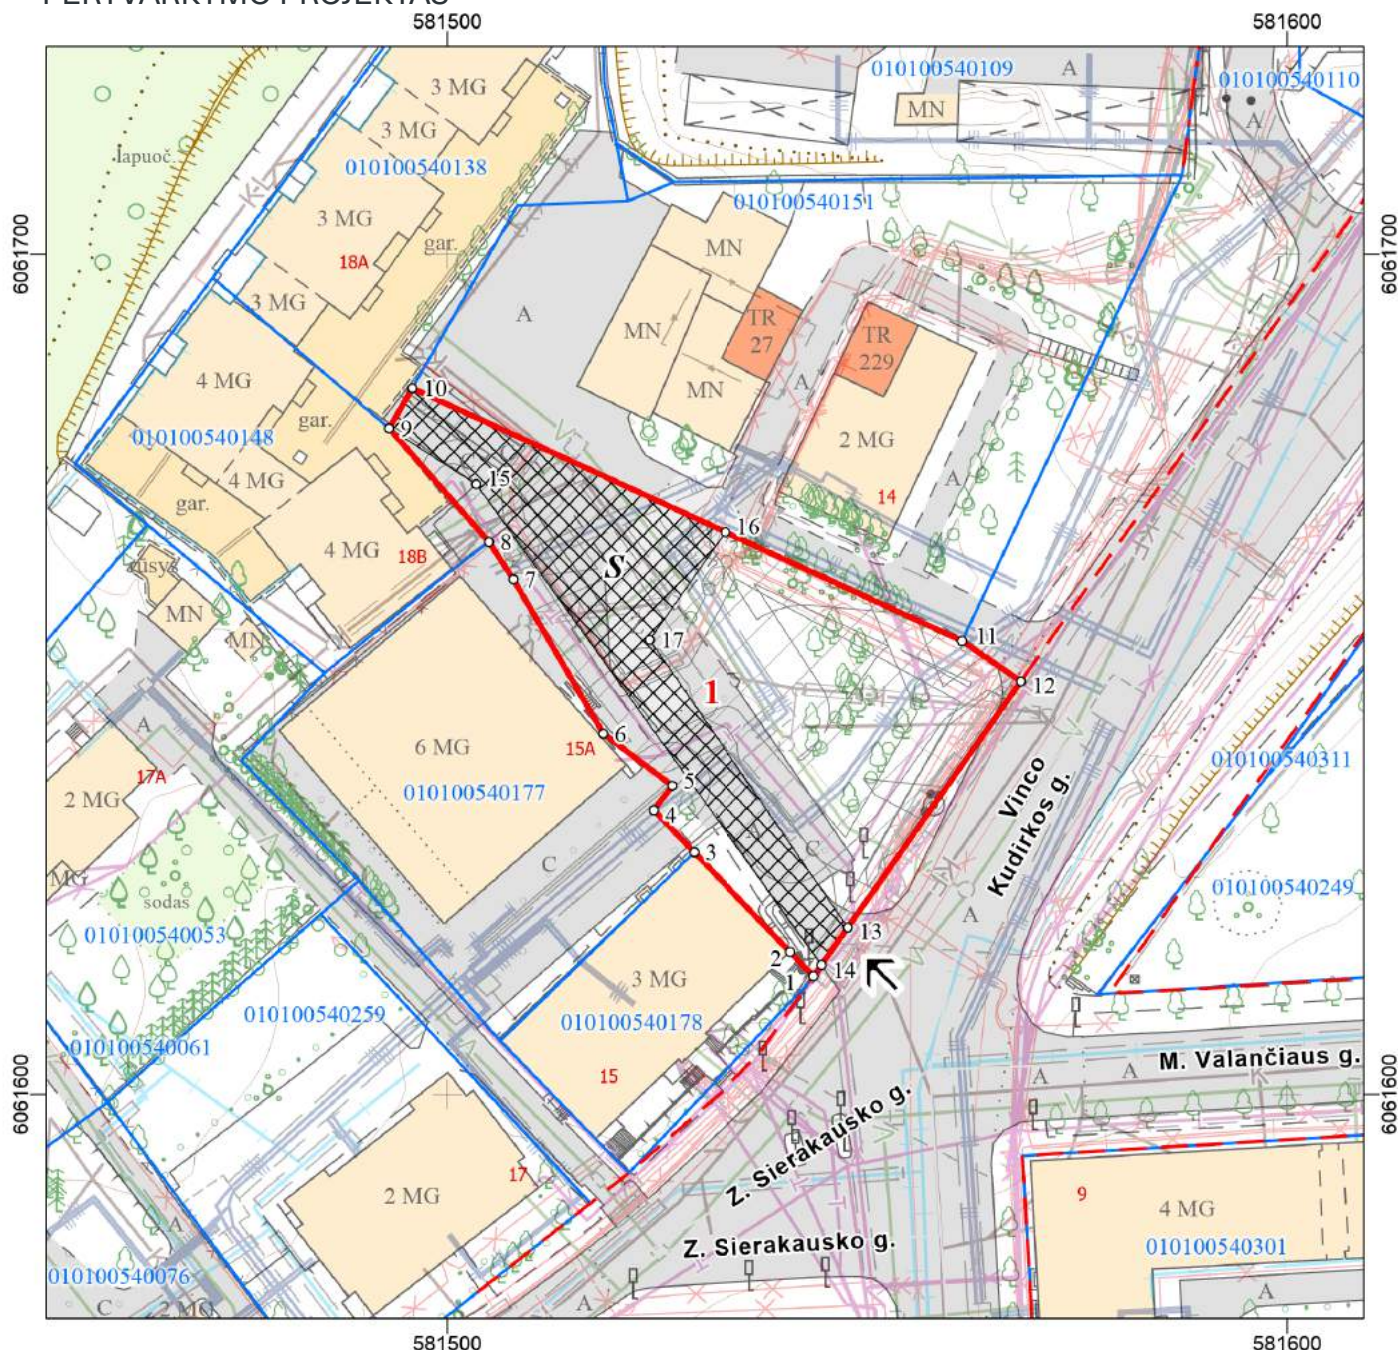 PERTVARKYMO PROJEKTAS
581500
581600
3 MG
010100540109
A
010100540110
MN
A
A
3 MG
lapuoč.
010100540138
010100540151
3 MG
gar.
MN
6061700
6061700
18A
3 MG
A
MN
TR
27
TR
229
4 MG
A
10
MN
9
gar.
010100540148
2 MG
4 MG
15
14
A
gar.
16
4 MG
18B
8
S
7
MN
MN
17
11
1
12
A
6
6 MG
15A
Vinco
Kudirkos g.
010100540311
17A
5
2 MG
010100540177
4
3
C
C
MG
010100540249
sodas
A
010100540053
13
2
14
3 MG
1
010100540259
010100540178
010100540061
M. Valančiaus g.
15
A
A
6061600
6061600
Z. Sierakausko g.
17
9
2 MG
4 MG
A
Z. Sierakausko g.
010100540301
010100540076
A
A
C
2 MG
581500
581600